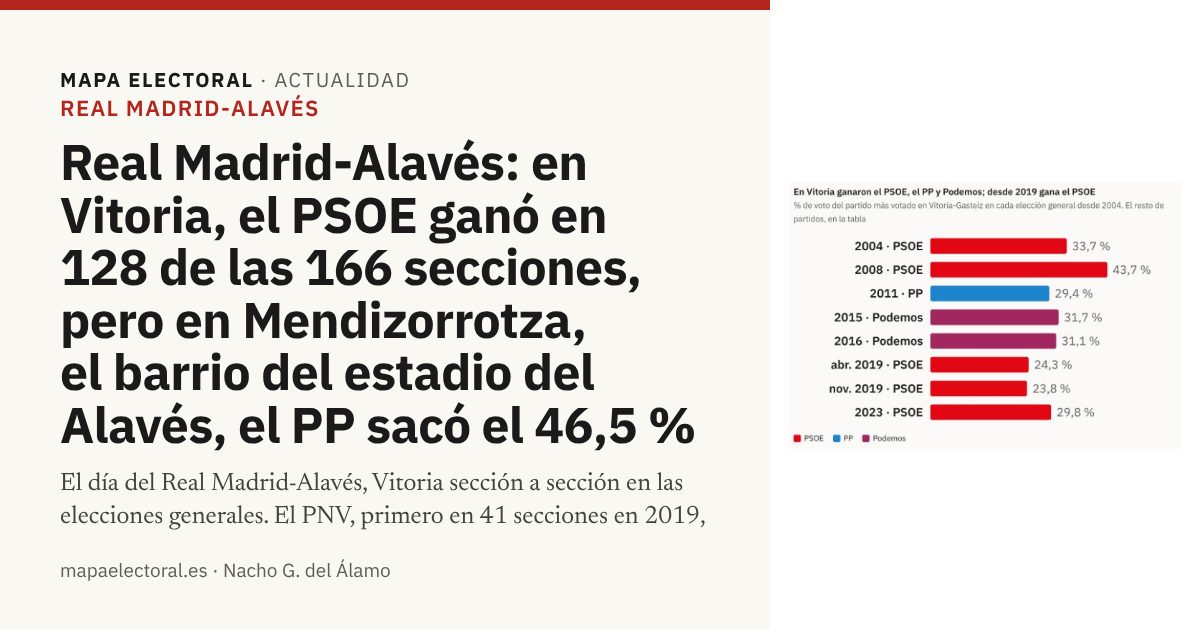 MAPA ELECTORAL · ACTUALIDAD
REAL MADRID-ALAVÉS
Real Madrid-Alavés: en
Vitoria, el PSOE ganó en
128 de las 166 secciones,
pero en Mendizorrotza,
el barrio del estadio del
Alavés, el PP sacó el 46,5 %
El día del Real Madrid-Alavés, Vitoria sección a sección en las
elecciones generales. El PNV, primero en 41 secciones en 2019,
mapaelectoral.es · Nacho G. del Álamo
En Vitoria ganaron el PSOE, el PP y Podemos; desde 2019 gana el PSOE
% de voto del partido más votado en Vitoria-Gasteiz en cada elección general desde 2004. El resto de
partidos, en la tabla
2004 · PSOE 33,7 %
2008 · PSOE 43,7 %
2011 · PP 29,4 %
2015 · Podemos 31,7 %
2016 · Podemos 31,1 %
abr. 2019 · PSOE 24,3 %
nov. 2019 · PSOE 23,8 %
2023 · PSOE 29,8 %
PSOE PP Podemos